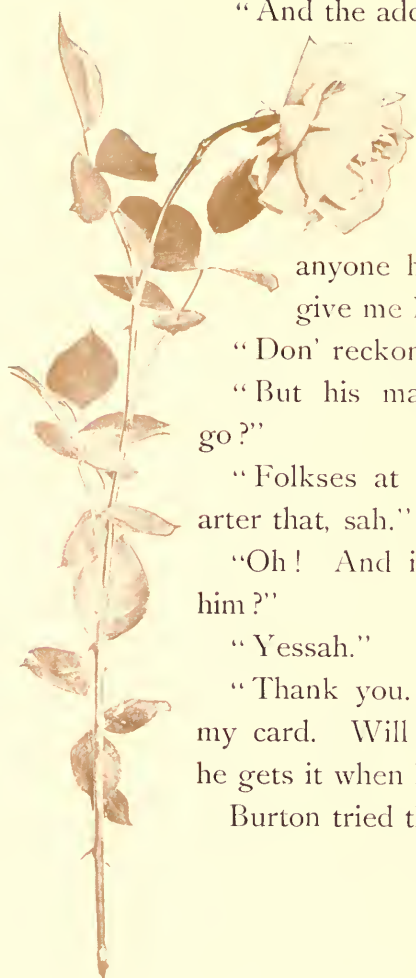 “And the add
anyone h
give me
“Don’ reckon
“But his ma
go?”
“Folkses at
arter that, sah.”
“Oh! And i
him?”
“Yessah.”
“Thank you.
my card. Will
he gets it when
Burton tried t